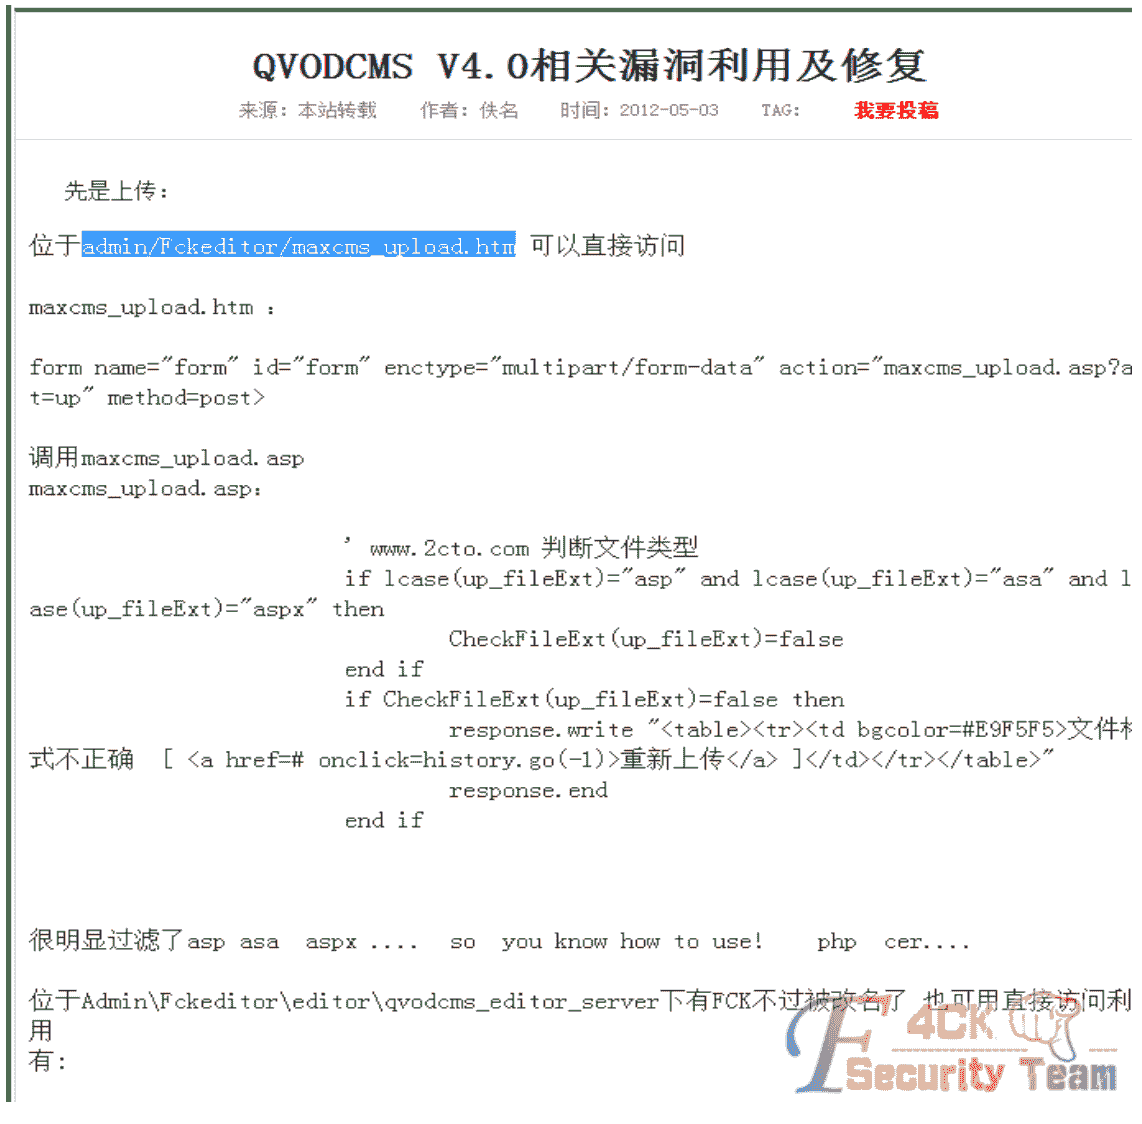 QVODCMS V4.0相关漏洞利用及修复
来源: 本站转载 作者: 佚名 时间: 2012-05-03 TAG: 我要投稿
先是上传:
位于admin/Fckeditor/maxcms_upload.htm 可以直接访问
maxcms_upload.htm :
form name="form" id="form" enctype="multipart/form-data" action="maxcms_upload.asp?a
t=up" method=post>
调用maxcms_upload.asp
maxcms_upload.asp:
' www.2cto.com 判断文件类型
if lcase(up_fileExt)="asp" and lcase(up_fileExt)="asa" and l
ase(up_fileExt)="aspx" then
CheckFileExt(up_fileExt)=false
end if
if CheckFileExt(up_fileExt)=false then
response.write "<table><tr><td bgcolor=#E9F5F5>文件格
式不正确 [ <a href=# onclick=history.go(-1)>重新上传</a> ]</td></tr></table>"
response.end
end if
很明显过滤了asp asa aspx .... so you know how to use! php cer....
位于Admin\Fckeditor\editor\qvodcms_editor_server下有FCK不过被改名了 也可用直接访问利
用
有:
F4CK
Security Team